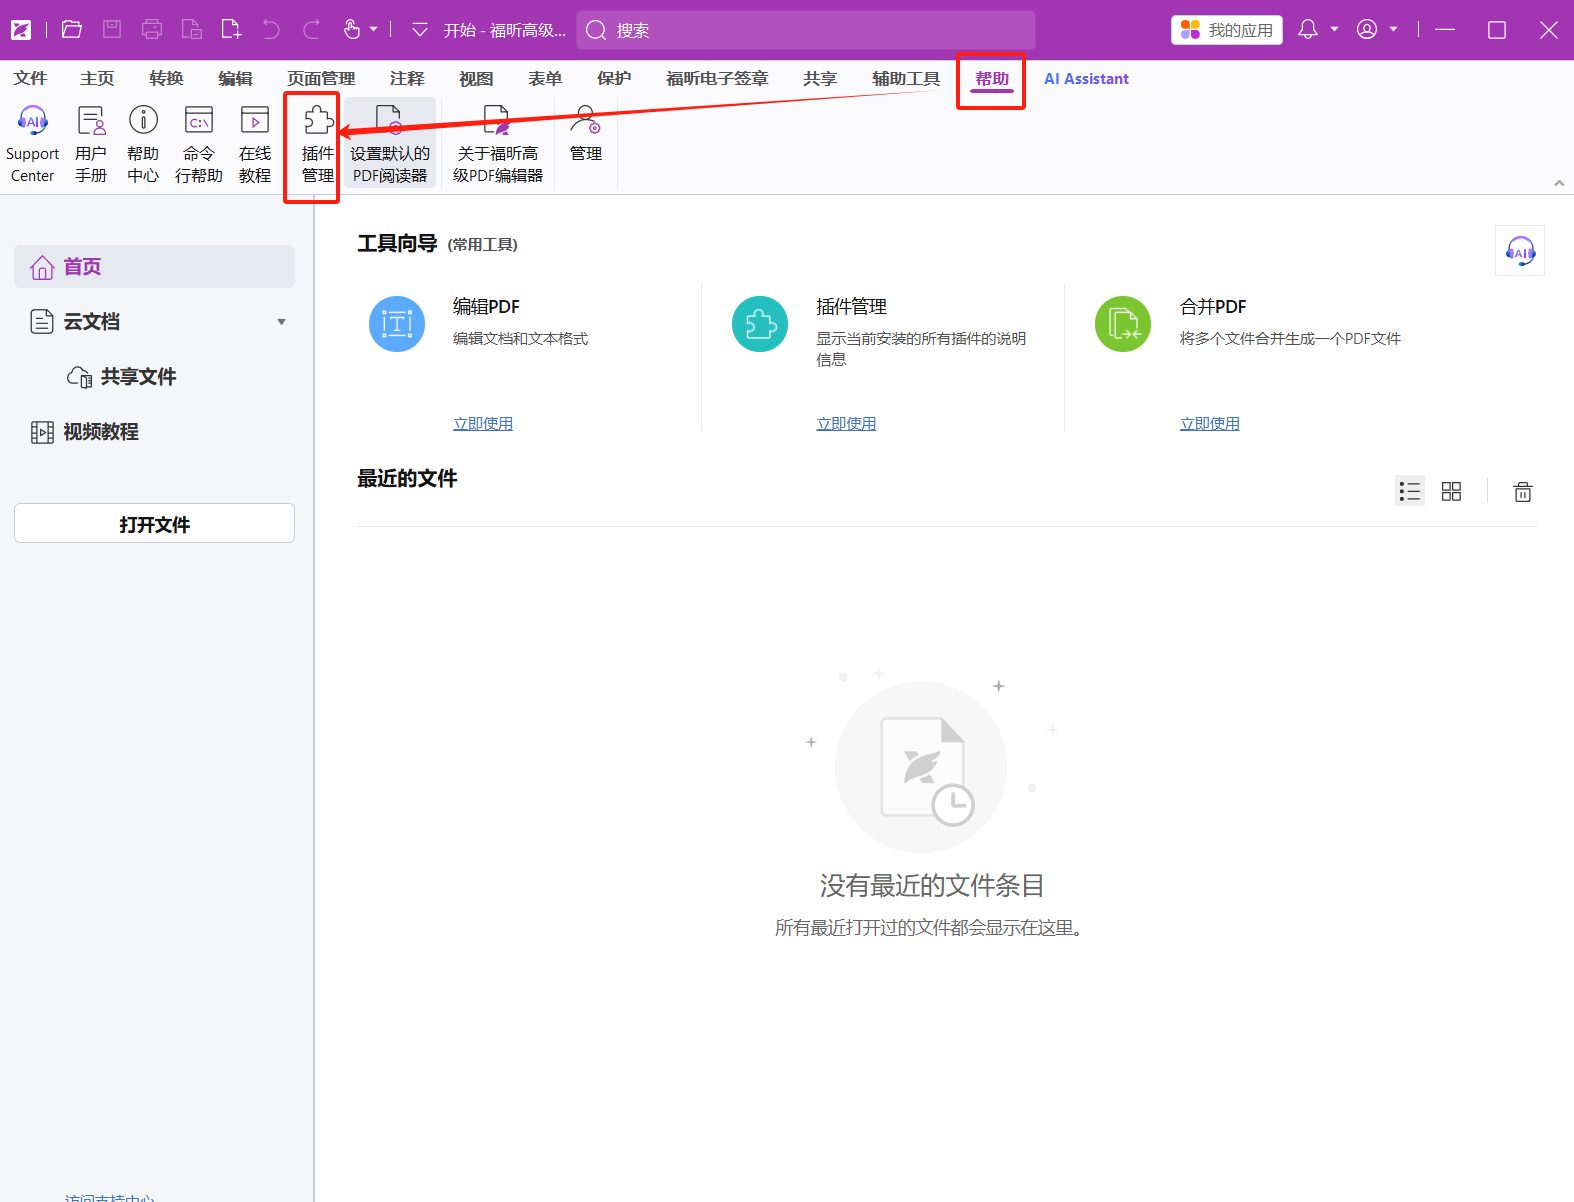 开始 - 福昕高级...
搜索
我的应用
文件 主页 转换 编辑 页面管理 注释 视图 表单 保护 福昕电子签章 共享 辅助工具 帮助 AI Assistant
AI
Support
Center
用户
手册
帮助
中心
C:\
命令
行帮助
在线
教程
插件
管理
设置默认的
PDF阅读器
关于福昕高
级PDF编辑器
管理
首页
云文档
共享文件
视频教程
打开文件
访问支持中心
工具向导 (常用工具)
AI
编辑PDF
编辑文档和文本格式
立即使用
插件管理
显示当前安装的所有插件的说明
信息
立即使用
合并PDF
将多个文件合并生成一个PDF文件
立即使用
最近的文件
没有最近的文件条目
所有最近打开过的文件都会显示在这里。